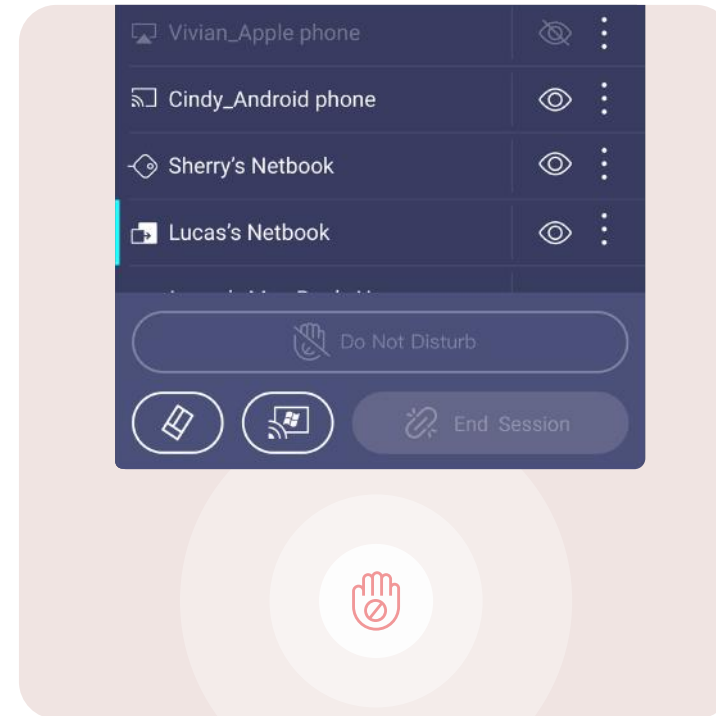 Vivian_Apple phone
Cindy_Android phone
Sherry's Netbook
Lucas's Netbook
Do Not Disturb
End Session